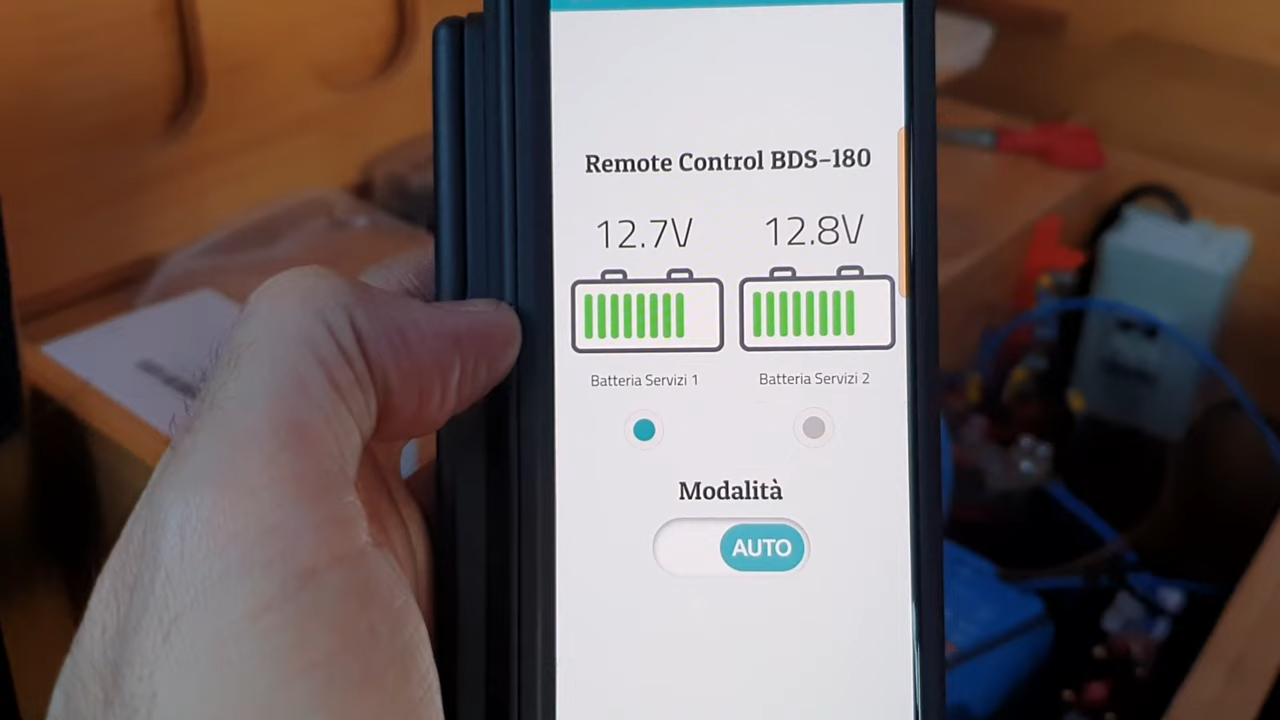 Remote Control BDS-180
12.7V 12.8V
Batteria Servizi 1 Batteria Servizi 2
Modalità
AUTO